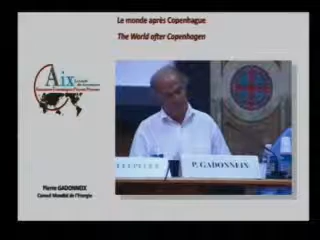 Le monde après Copenhague
The World after Copenhagen
Aix
P. GADONNEIX
Pierre GADONNEIX
Conseil Mondial de l'Energie